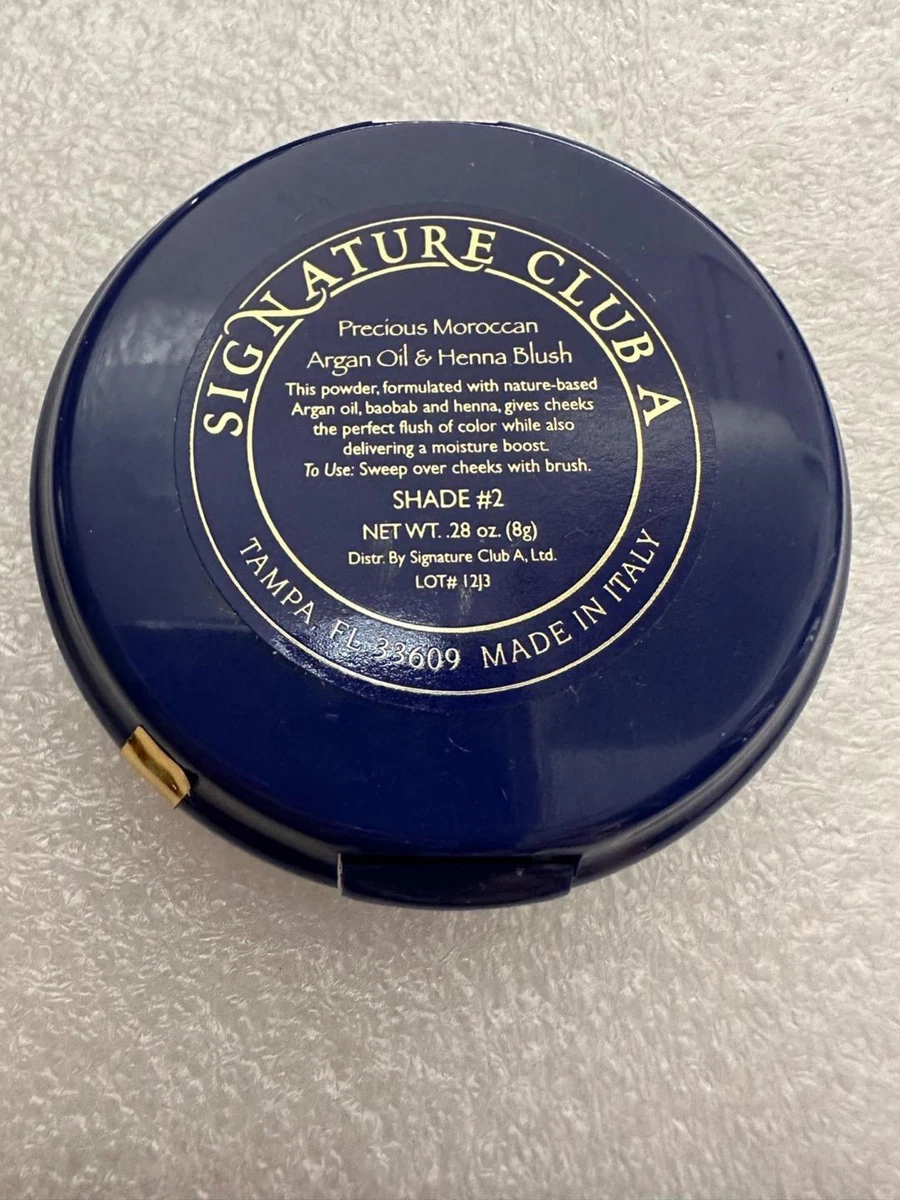 SIGNATURE CLUB A
Precious Moroccan
Argan Oil & Henna Blush
This powder, formulated with nature-based
Argan oil, baobab and henna, gives cheeks
the perfect flush of color while also
delivering a moisture boost.
To Use: Sweep over cheeks with brush.
SHADE #2
NET WT. .28 oz. (8g)
Distr. By Signature Club A, Ltd.
LOT# 12J3
TAMPA, FL 33609 MADE IN ITALY